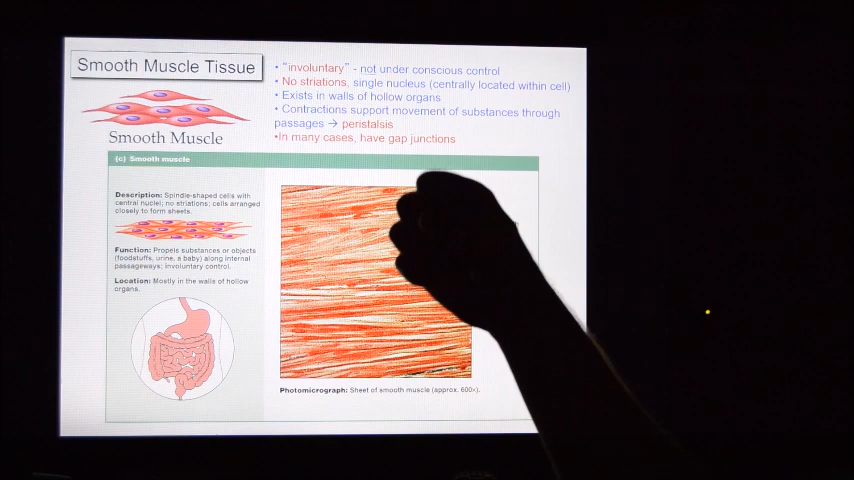 Smooth Muscle Tissue
• "involuntary" - not under conscious control
• No striations, single nucleus (centrally located within cell)
• Exists in walls of hollow organs
• Contractions support movement of substances through
passages → peristalsis
•In many cases, have gap junctions
Smooth Muscle
(c) Smooth muscle
Description: Spindle-shaped cells with
central nuclei; no striations; cells arranged
closely to form sheets.
Function: Propels substances or objects
(foodstuffs, urine, a baby) along internal
passageways; involuntary control.
Location: Mostly in the walls of hollow
organs.
Photomicrograph: Sheet of smooth muscle (approx. 600×).